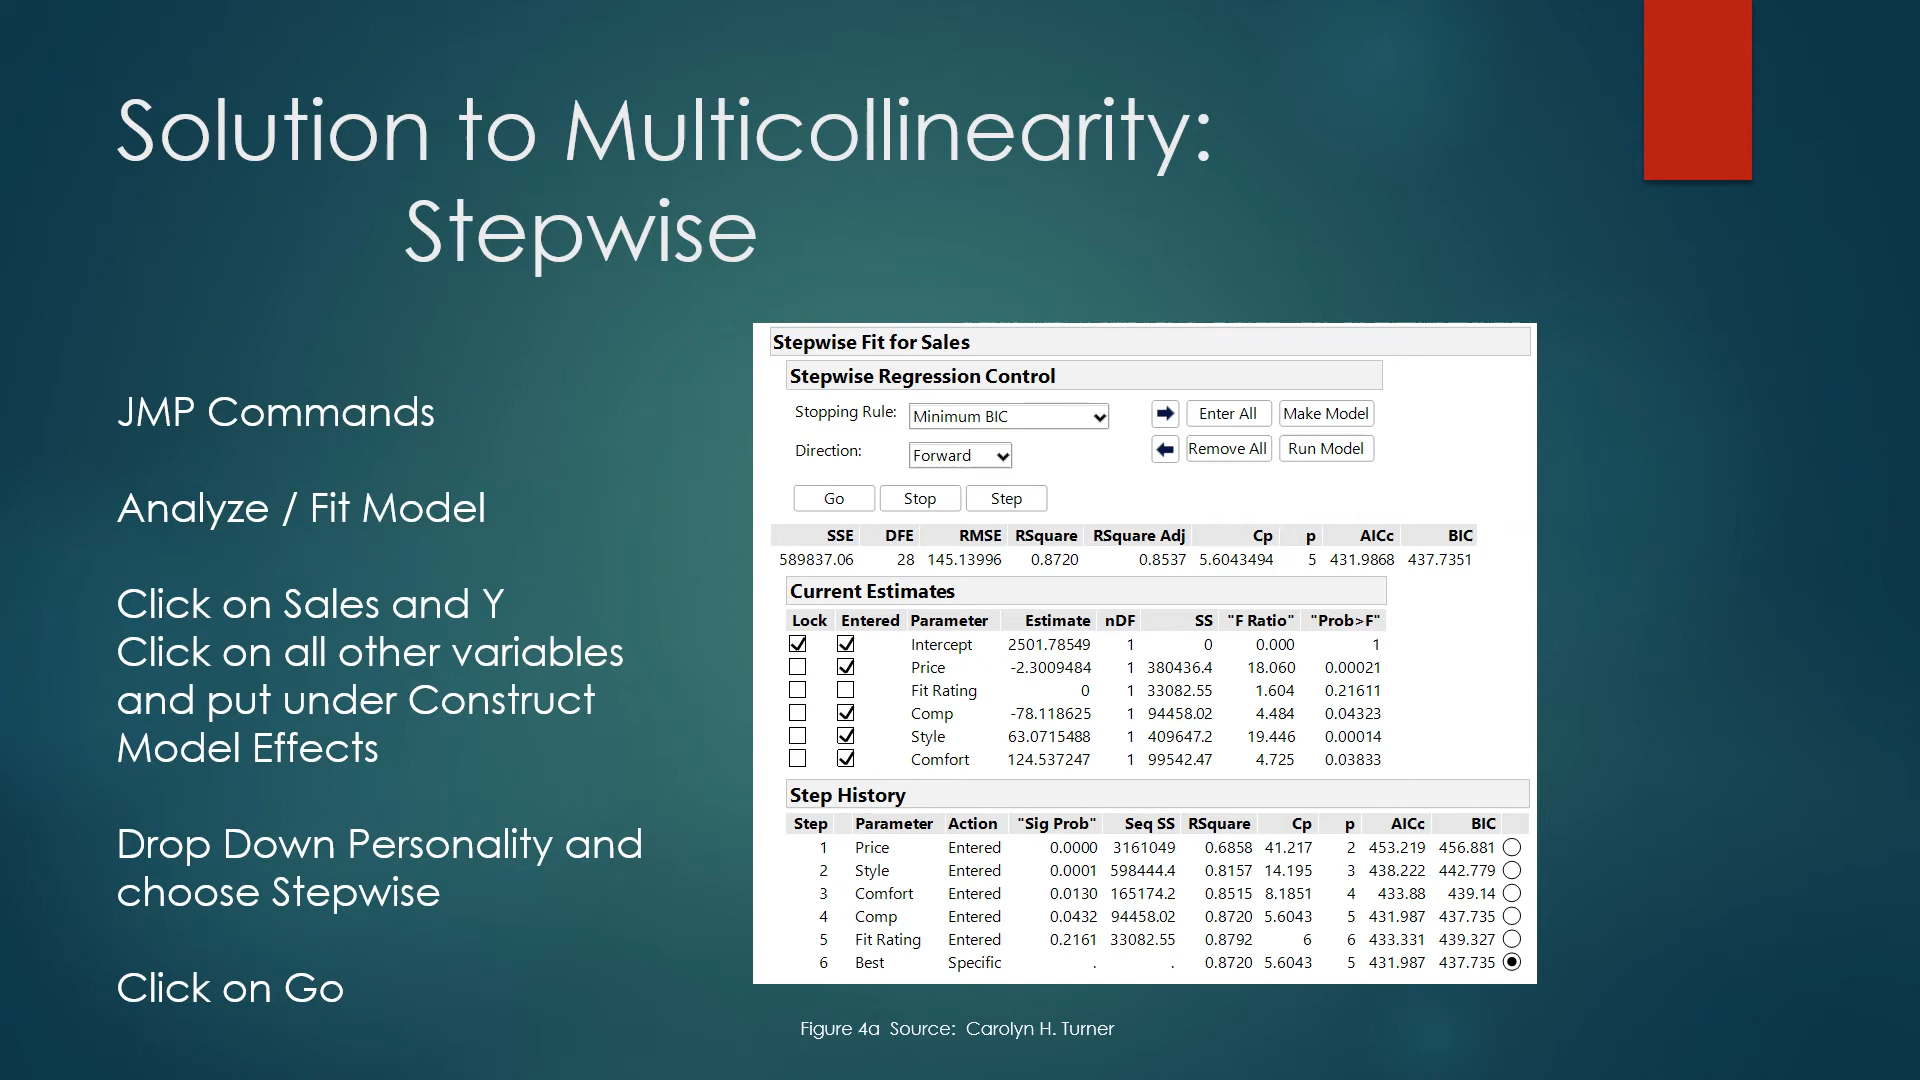 Solution to Multicollinearity:
Stepwise
JMP Commands
Analyze / Fit Model
Click on Sales and Y
Click on all other variables
and put under Construct
Model Effects
Drop Down Personality and
choose Stepwise
Click on Go
Stepwise Fit for Sales
Stepwise Regression Control
Stopping Rule: Minimum BIC Enter All Make Model
Direction: Forward Remove All Run Model
Go Stop Step
SSE DFE RMSE RSquare RSquare Adj Cp p AICc BIC
589837.06 28 145.13996 0.8720 0.8537 5.6043494 5 431.9868 437.7351
Current Estimates
Lock Entered Parameter Estimate nDF SS "F Ratio" "Prob>F"
Intercept 2501.78549 1 0 0.000 1
Price -2.3009484 1 380436.4 18.060 0.00021
Fit Rating 0 1 33082.55 1.604 0.21611
Comp -78.118625 1 94458.02 4.484 0.04323
Style 63.0715488 1 409647.2 19.446 0.00014
Comfort 124.537247 1 99542.47 4.725 0.03833
Step History
Step Parameter Action "Sig Prob" Seq SS RSquare Cp p AICc BIC
1 Price Entered 0.0000 3161049 0.6858 41.217 2 453.219 456.881
2 Style Entered 0.0001 598444.4 0.8157 14.195 3 438.222 442.779
3 Comfort Entered 0.0130 165174.2 0.8515 8.1851 4 433.88 439.14
4 Comp Entered 0.0432 94458.02 0.8720 5.6043 5 431.987 437.735
5 Fit Rating Entered 0.2161 33082.55 0.8792 6 6 433.331 439.327
6 Best Specific . . 0.8720 5.6043 5 431.987 437.735
Figure 4a Source: Carolyn H. Turner